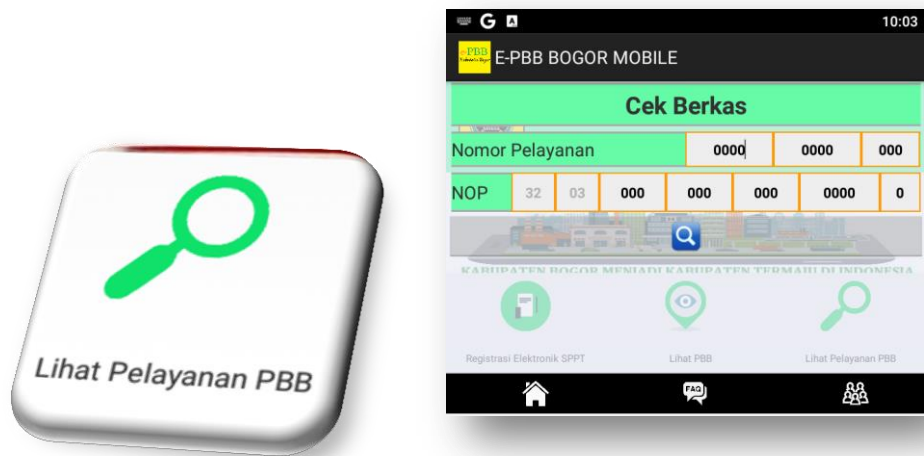 Lihat Pelayanan PBB
G A 10:03
e-PBB E-PBB BOGOR MOBILE
Cek Berkas
Nomor Pelayanan 0000 0000 000
NOP 32 03 000 000 000 0000 0
KABUPATEN BOGOR MENJADI KABUPATEN TERMAJU DI INDONESIA
Registrasi Elektronik SPPT Lihat PBB Lihat Pelayanan PBB
FAQ